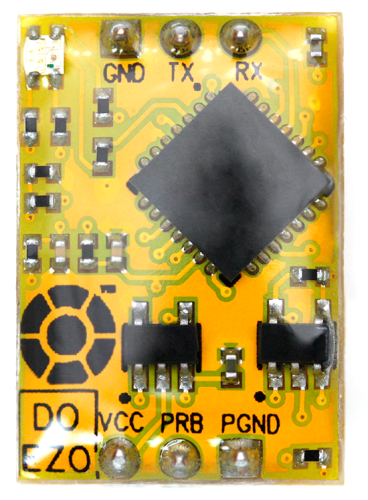 GND TX RX
DO
EZO
VCC PRB PGND